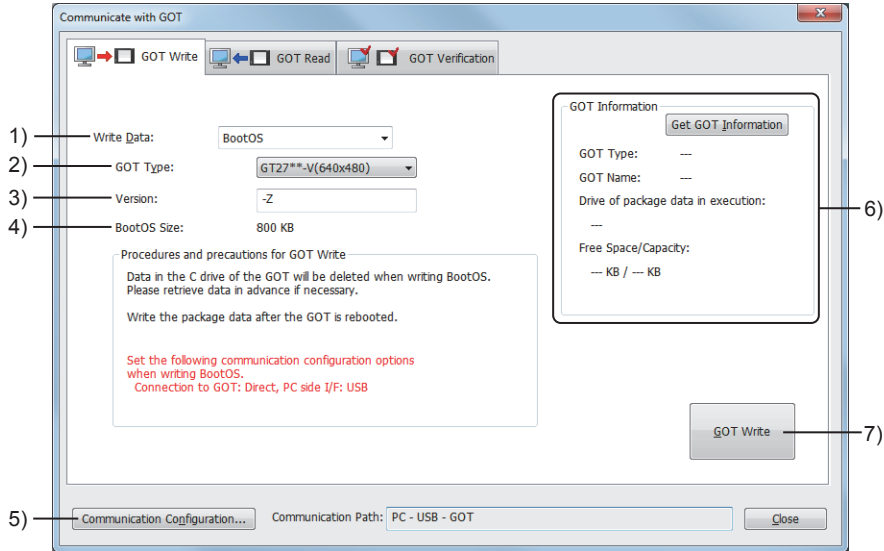 Communicate with GOT
x
GOT Write
GOT Read
GOT Verification
1)
Write Data:
BootOS
2)
GOT Type:
GT27**-V(640x480)
3)
Version:
-Z
4)
BootOS Size:
800 KB
Procedures and precautions for GOT Write
Data in the C drive of the GOT will be deleted when writing BootOS.
Please retrieve data in advance if necessary.
Write the package data after the GOT is rebooted.
Set the following communication configuration options
when writing BootOS.
Connection to GOT: Direct, PC side I/F: USB
GOT Information
Get GOT Information
GOT Type: ---
GOT Name: ---
Drive of package data in execution:
---
Free Space/Capacity:
--- KB / --- KB
6)
GOT Write
7)
5)
Communication Configuration...
Communication Path: PC - USB - GOT
Close